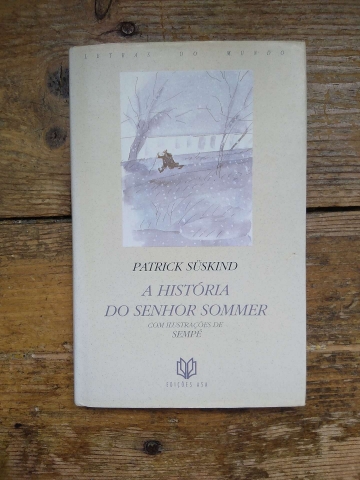 LETRAS DO MUNDO
PATRICK SÜSKIND
A HISTÓRIA
DO SENHOR SOMMER
COM ILUSTRAÇÕES DE
SEMPÉ
EDIÇÕES ASA